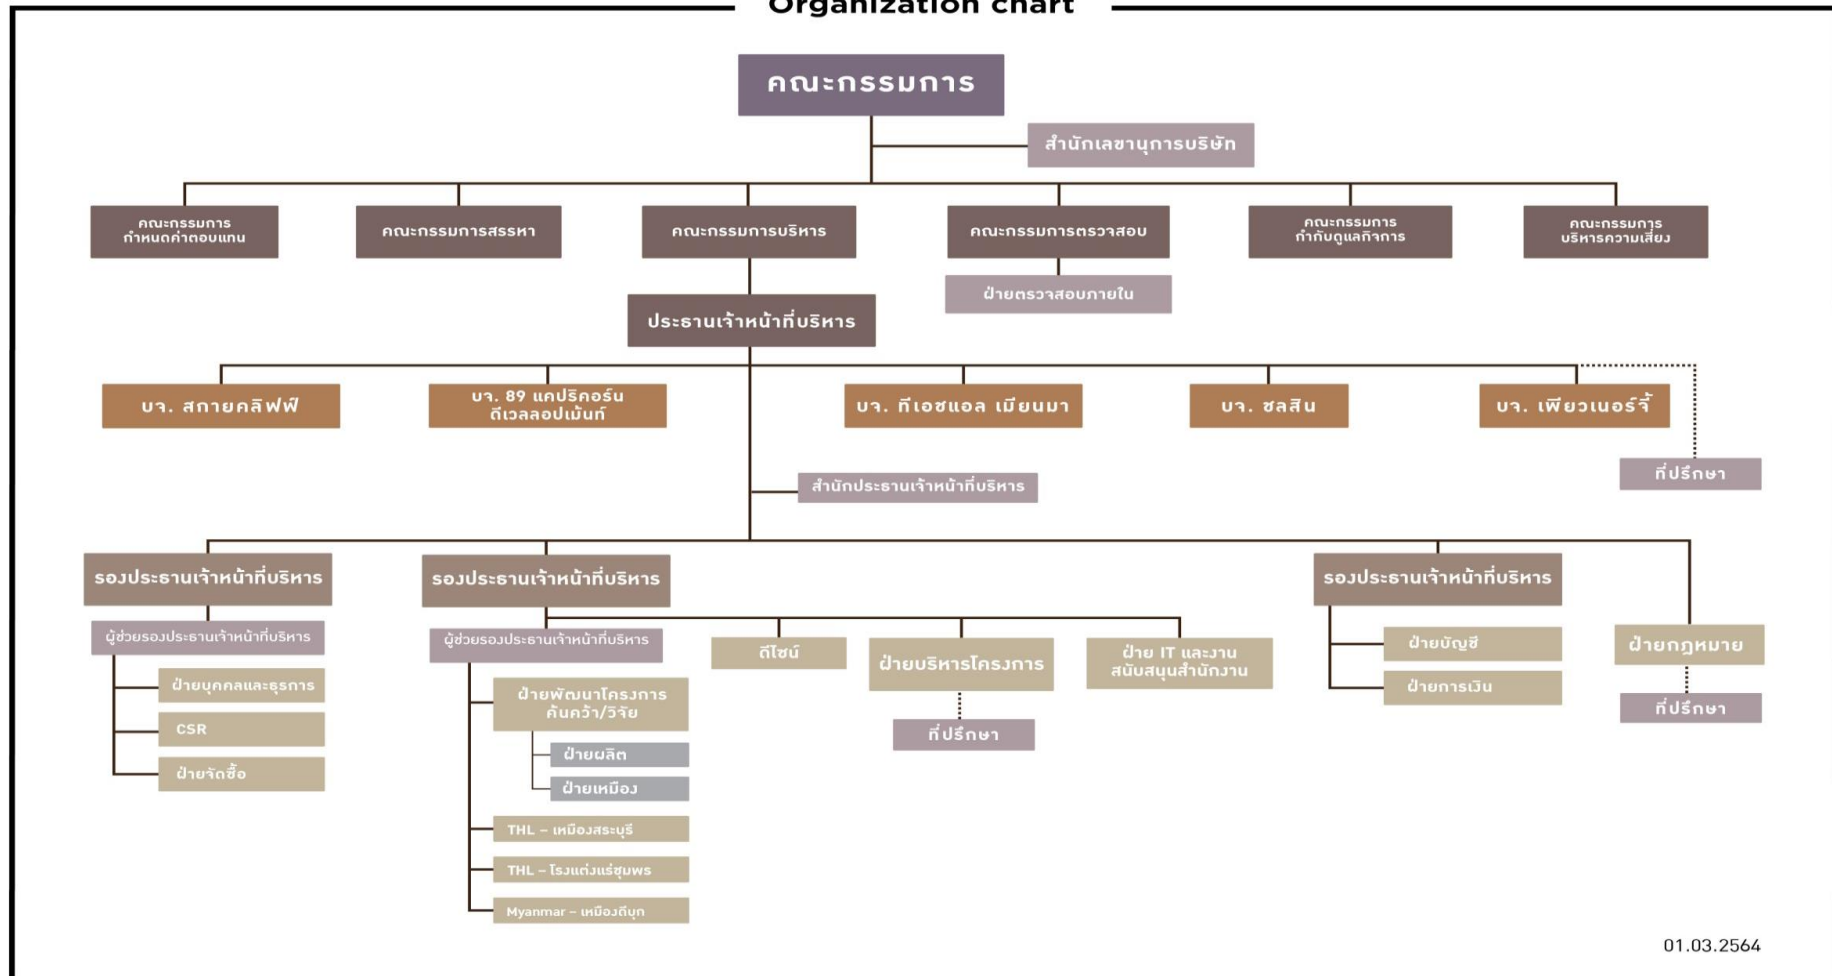 Organization chart
คณะกรรมการ
สำนักเลขานุการบริษัท
คณะกรรมการ
กำหนดค่าตอบแทน
คณะกรรมการสรรหา
คณะกรรมการบริหาร
คณะกรรมการตรวจสอบ
คณะกรรมการ
กำกับดูแลกิจการ
คณะกรรมการ
บริหารความเสี่ยง
ฝ่ายตรวจสอบภายใน
ประธานเจ้าหน้าที่บริหาร
บจ. สกายคลิฟฟ์
บจ. 89 แคปริคอร์น
ดีเวลลอปเม้นท์
บจ. ทีเอชแอล เมียนมา
บจ. ชลสิน
บจ. เพียวเนอร์จี้
ที่ปรึกษา
สำนักประธานเจ้าหน้าที่บริหาร
รองประธานเจ้าหน้าที่บริหาร
รองประธานเจ้าหน้าที่บริหาร
รองประธานเจ้าหน้าที่บริหาร
ผู้ช่วยรองประธานเจ้าหน้าที่บริหาร
ฝ่ายบุคคลและธุรการ
CSR
ฝ่ายจัดซื้อ
ผู้ช่วยรองประธานเจ้าหน้าที่บริหาร
ดีไซน์
ฝ่ายบริหารโครงการ
ฝ่าย IT และงาน
สนับสนุนสำนักงาน
ฝ่ายพัฒนาโครงการ
ค้นคว้า/วิจัย
ฝ่ายผลิต
ฝ่ายเหมือง
THL – เหมืองสระบุรี
THL – โรงแต่งแร่ชุมพร
Myanmar – เหมืองดีบุก
ที่ปรึกษา
ฝ่ายบัญชี
ฝ่ายการเงิน
ฝ่ายกฎหมาย
ที่ปรึกษา
01.03.2564